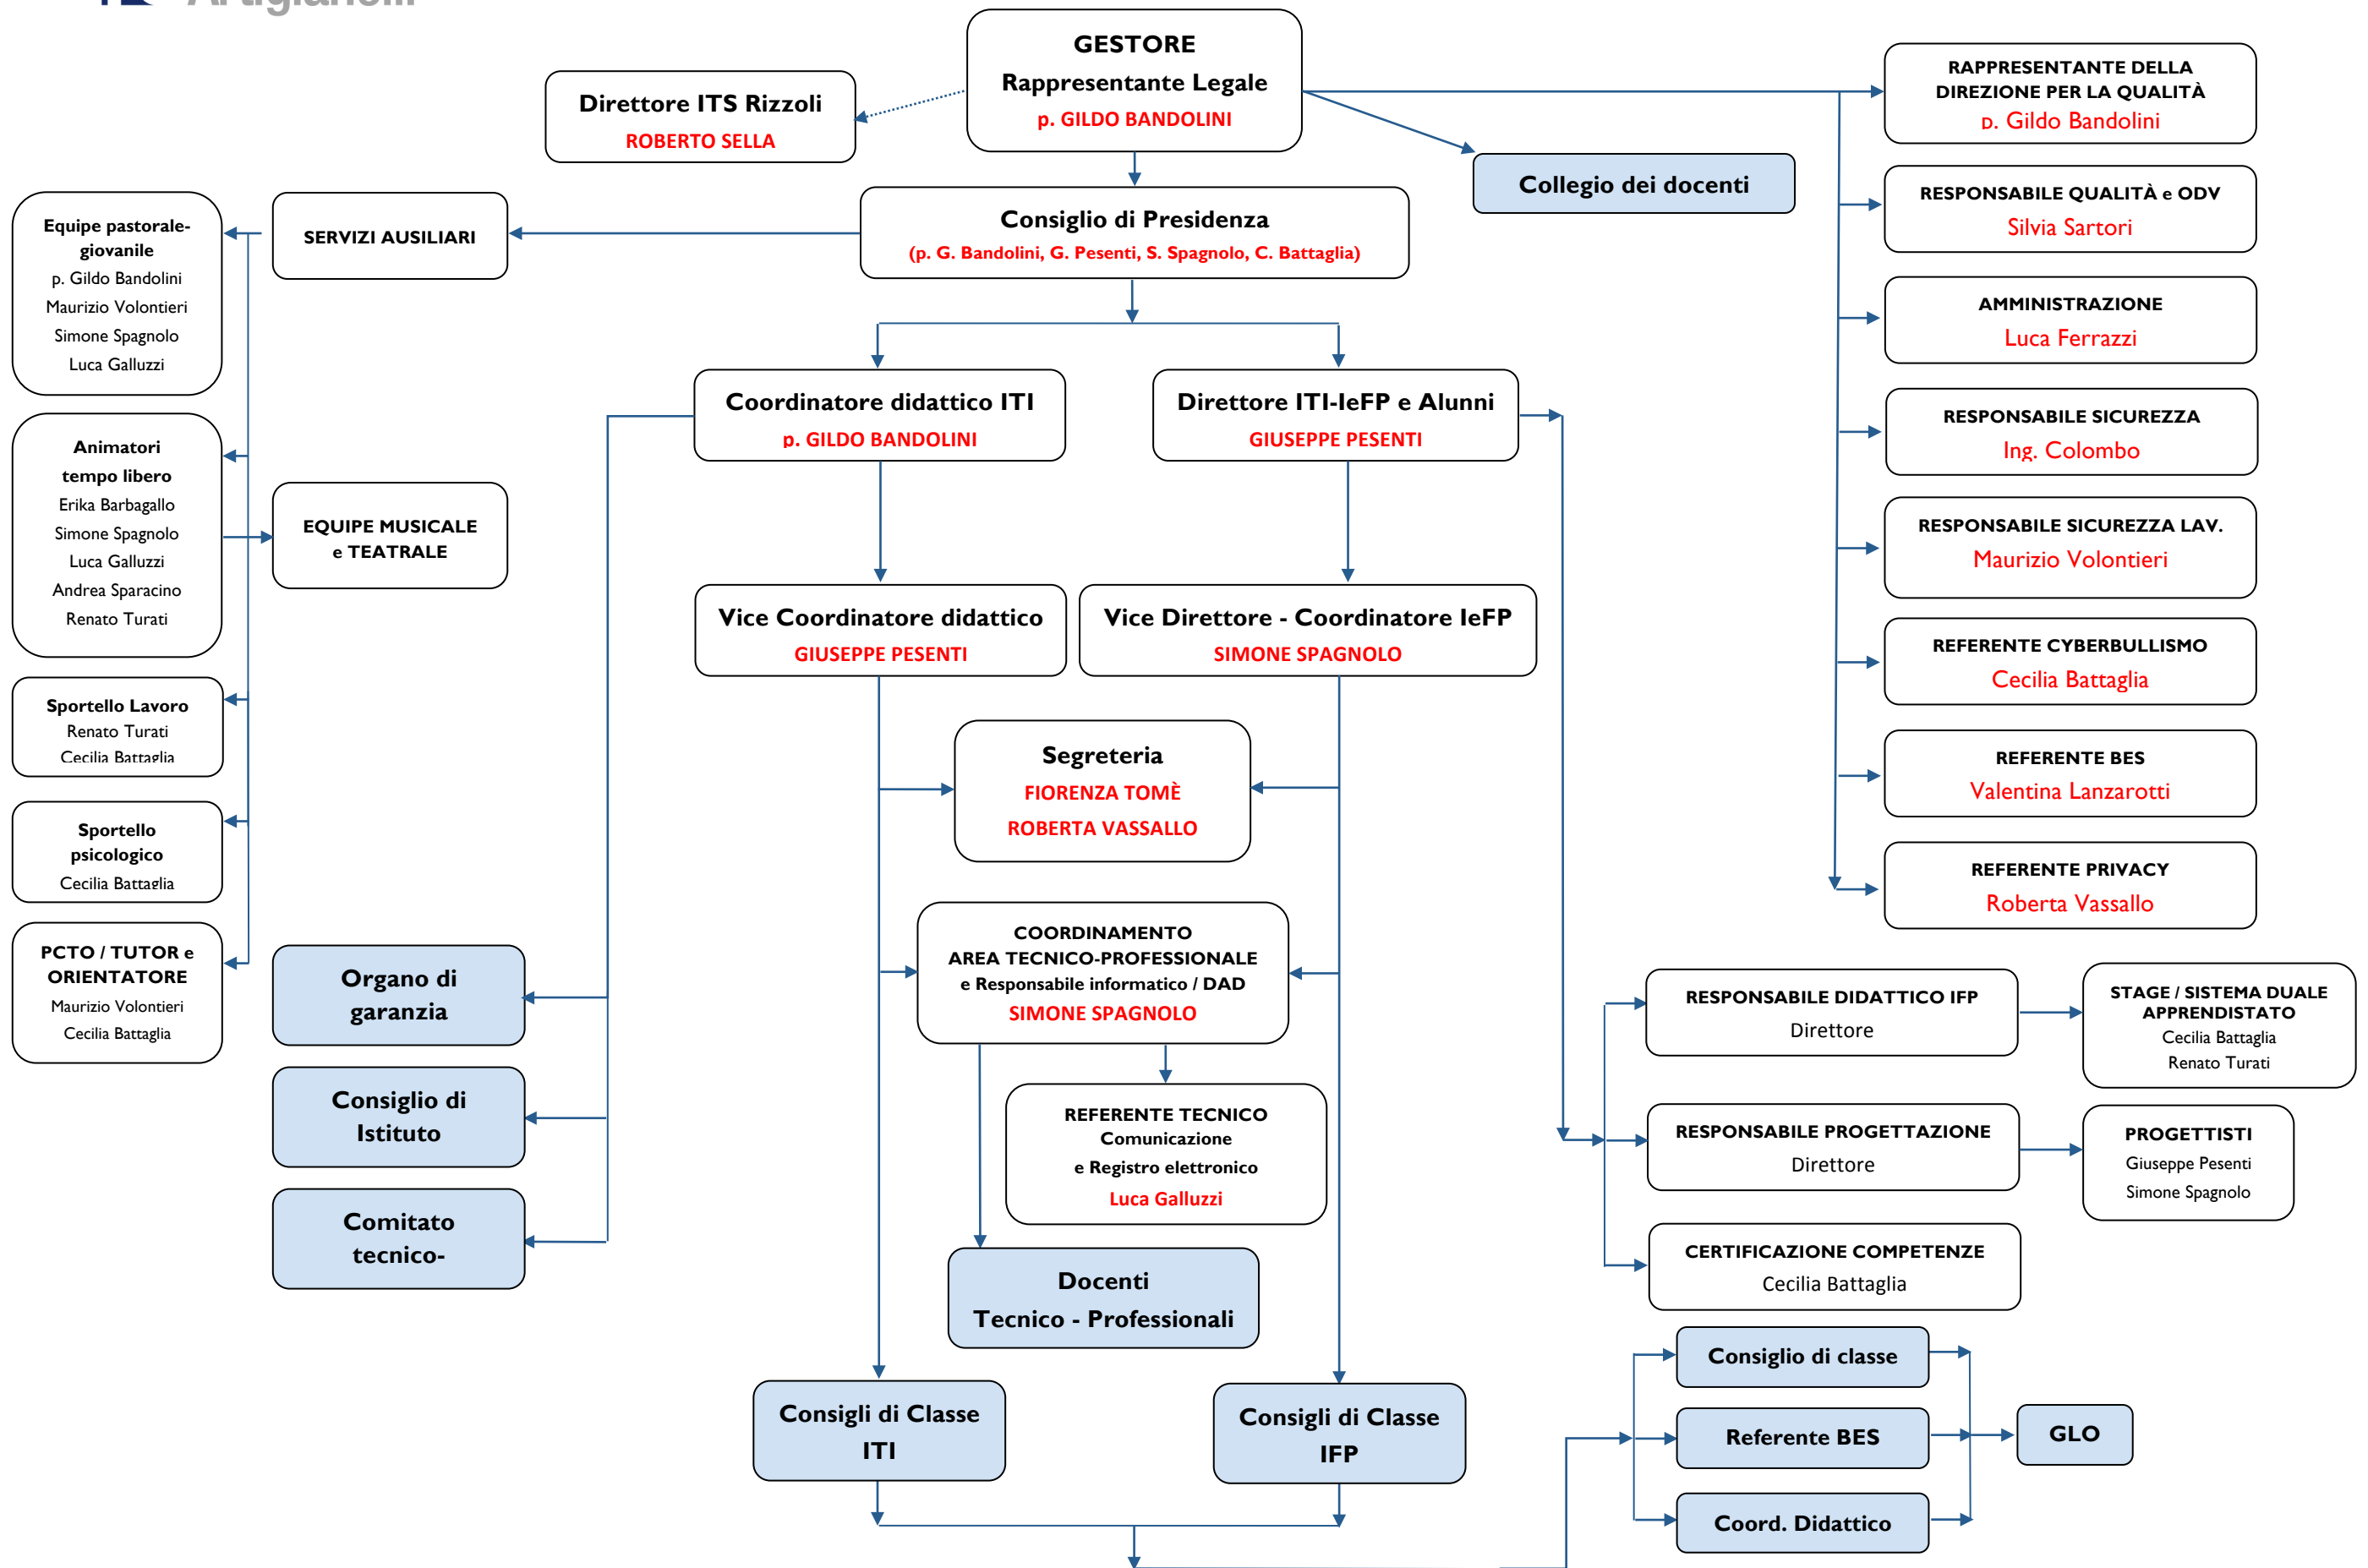 Artigianelli
GESTORE
Rappresentante Legale
p. GILDO BANDOLINI
Direttore ITS Rizzoli
ROBERTO SELLA
RAPPRESENTANTE DELLA
DIREZIONE PER LA QUALITÀ
p. Gildo Bandolini
Collegio dei docenti
RESPONSABILE QUALITÀ e ODV
Silvia Sartori
Consiglio di Presidenza
(p. G. Bandolini, G. Pesenti, S. Spagnolo, C. Battaglia)
SERVIZI AUSILIARI
Equipe pastorale-
giovanile
p. Gildo Bandolini
Maurizio Volontieri
Simone Spagnolo
Luca Galluzzi
AMMINISTRAZIONE
Luca Ferrazzi
Coordinatore didattico ITI
p. GILDO BANDOLINI
Direttore ITI-IeFP e Alunni
GIUSEPPE PESENTI
RESPONSABILE SICUREZZA
Ing. Colombo
Animatori
tempo libero
Erika Barbagallo
Simone Spagnolo
Luca Galluzzi
Andrea Sparacino
Renato Turati
EQUIPE MUSICALE
e TEATRALE
RESPONSABILE SICUREZZA LAV.
Maurizio Volontieri
Vice Coordinatore didattico
GIUSEPPE PESENTI
Vice Direttore - Coordinatore IeFP
SIMONE SPAGNOLO
REFERENTE CYBERBULLISMO
Cecilia Battaglia
Sportello Lavoro
Renato Turati
Cecilia Battaglia
Segreteria
FIORENZA TOMÈ
ROBERTA VASSALLO
REFERENTE BES
Valentina Lanzarotti
Sportello
psicologico
Cecilia Battaglia
REFERENTE PRIVACY
Roberta Vassallo
PCTO / TUTOR e
ORIENTATORE
Maurizio Volontieri
Cecilia Battaglia
Organo di
garanzia
COORDINAMENTO
AREA TECNICO-PROFESSIONALE
e Responsabile informatico / DAD
SIMONE SPAGNOLO
RESPONSABILE DIDATTICO IFP
Direttore
STAGE / SISTEMA DUALE
APPRENDISTATO
Cecilia Battaglia
Renato Turati
Consiglio di
Istituto
REFERENTE TECNICO
Comunicazione
e Registro elettronico
Luca Galluzzi
RESPONSABILE PROGETTAZIONE
Direttore
PROGETTISTI
Giuseppe Pesenti
Simone Spagnolo
Comitato
tecnico-
CERTIFICAZIONE COMPETENZE
Cecilia Battaglia
Docenti
Tecnico - Professionali
Consiglio di classe
Consigli di Classe
ITI
Consigli di Classe
IFP
Referente BES
GLO
Coord. Didattico